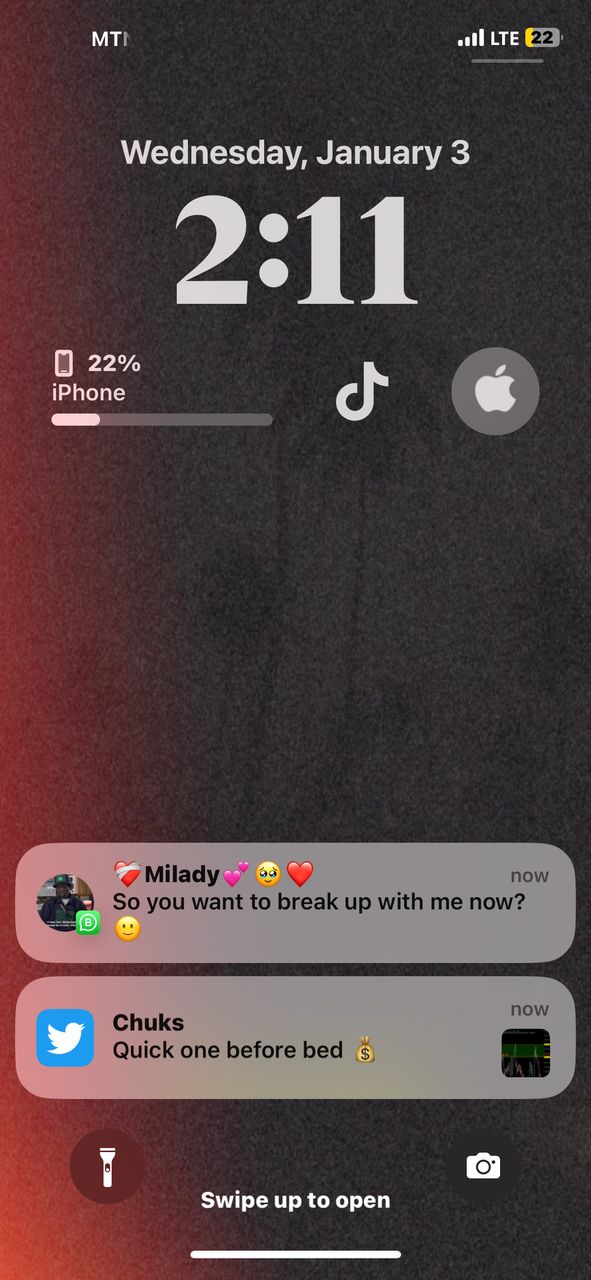 MTN LTE 22
Wednesday, January 3
2:11
22%
iPhone
❤️‍🩹Milady💕🥹❤️ now
So you want to break up with me now?
🙂
Chuks now
Quick one before bed 💰
Swipe up to open